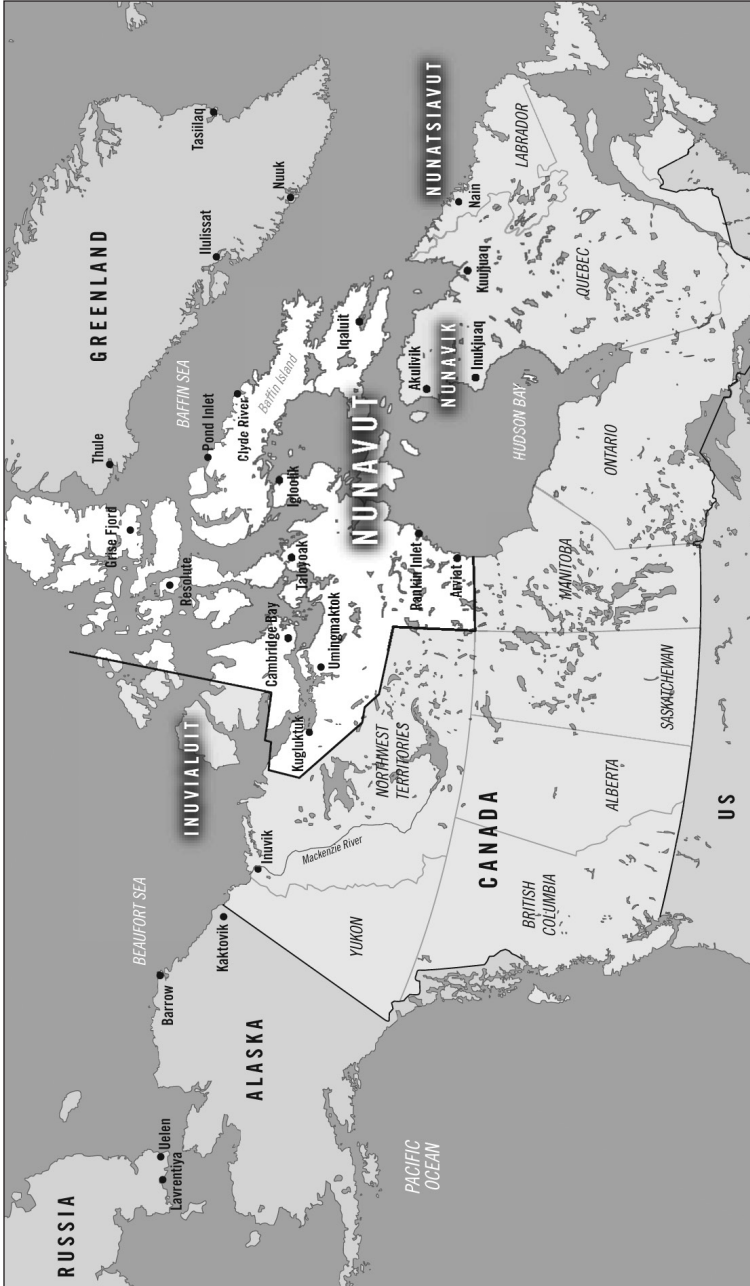 RUSSIA
Lavrentiya
Uelen
ALASKA
Barrow
Kaktovik
BEAUFORT SEA
PACIFIC
OCEAN
INUVIALUIT
Inuvik
Mackenzie River
YUKON
NORTHWEST
TERRITORIES
BRITISH
COLUMBIA
CANADA
ALBERTA
SASKATCHEWAN
MANITOBA
ONTARIO
US
Kugluktuk
Cambridge Bay
Umingmaktok
Taloyoak
Resolute
Grise Fjord
Rankin Inlet
Arviat
NUNAVUT
Igloolik
Pond Inlet
Clyde River
Baffin Island
Iqaluit
BAFFIN SEA
HUDSON BAY
Thule
GREENLAND
Ilulissat
Nuuk
Tasiilaq
Akulivik
NUNAVIK
Inukjuaq
Kuujjuaq
QUEBEC
NUNATSIAVUT
Nain
LABRADOR